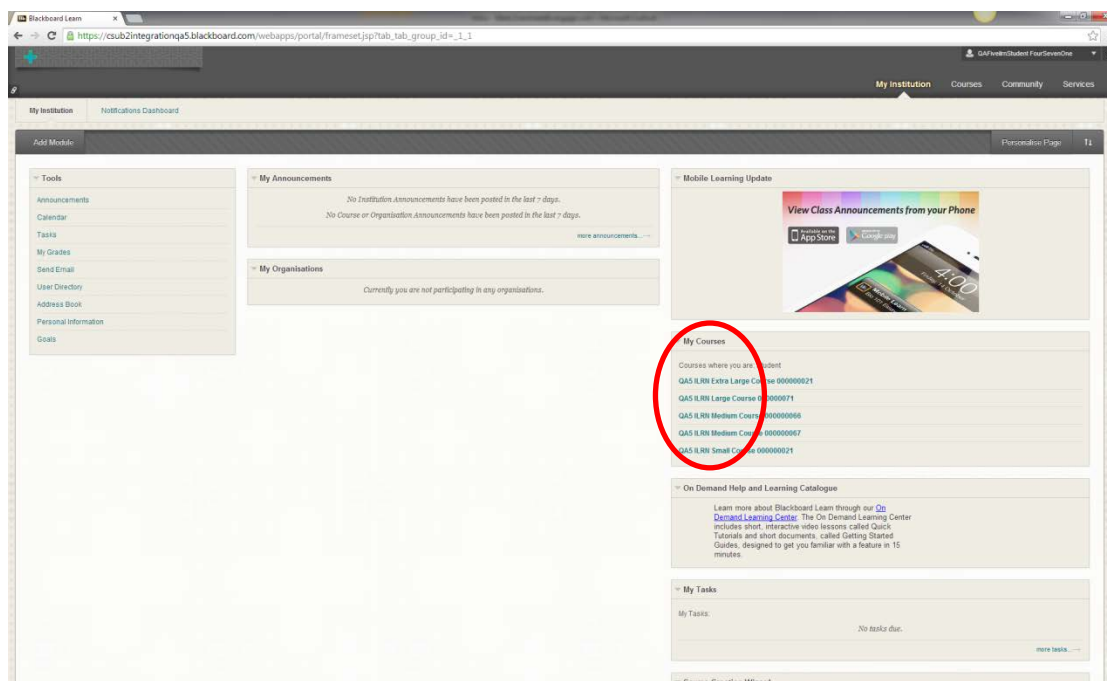 Blackboard Learn
https://csub2integrationqa5.blackboard.com/webapps/portal/frameset.jsp?tab_tab_group_id=_1_1
QAFiveIlrnStudent FourSevenOne
My Institution Courses Community Services
My Institution Notifications Dashboard
Add Module
Personalise Page
Tools
Announcements
Calendar
Tasks
My Grades
Send Email
User Directory
Address Book
Personal Information
Goals
My Announcements
No Institution Announcements have been posted in the last 7 days.
No Course or Organisation Announcements have been posted in the last 7 days.
more announcements...
My Organisations
Currently you are not participating in any organisations.
Mobile Learning Update
View Class Announcements from your Phone
Available on the
App Store
Google play
4:00
Friday, 14 October
Mobile Learn
My Courses
Courses where you are: Student
QA5 ILRN Extra Large Course 000000021
QA5 ILRN Large Course 000000071
QA5 ILRN Medium Course 000000066
QA5 ILRN Medium Course 000000067
QA5 ILRN Small Course 000000021
On Demand Help and Learning Catalogue
Learn more about Blackboard Learn through our On
Demand Learning Center. The On Demand Learning Center
includes short, interactive video lessons called Quick
Tutorials and short documents, called Getting Started
Guides, designed to get you familiar with a feature in 15
minutes.
My Tasks
My Tasks:
No tasks due.
more tasks...